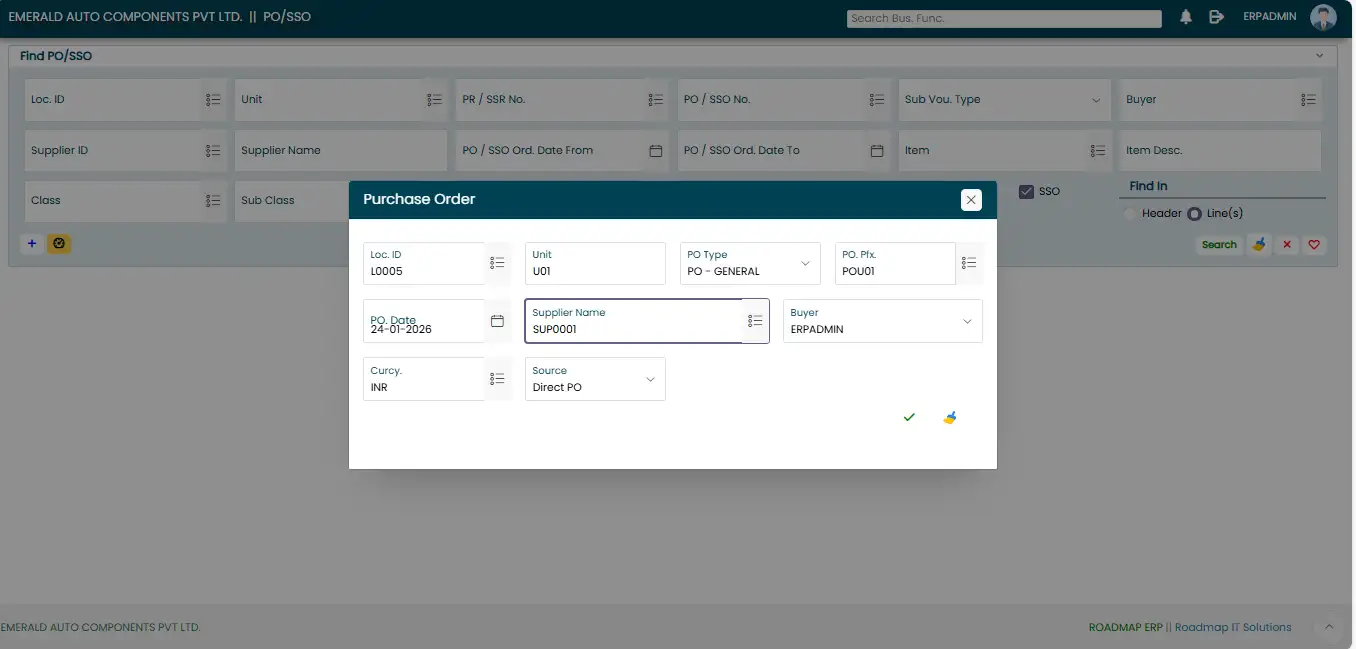 EMERALD AUTO COMPONENTS PVT LTD. || PO/SSO
Search Bus. Func.
ERPADMIN
Find PO/SSO
Loc. ID
Unit
PR / SSR No.
PO / SSO No.
Sub Vou. Type
Buyer
Supplier ID
Supplier Name
PO / SSO Ord. Date From
PO / SSO Ord. Date To
Item
Item Desc.
Class
Sub Class
SSO
Find In
Header
Line(s)
Search
Purchase Order
Loc. ID
L0005
Unit
U01
PO Type
PO - GENERAL
PO. Pfx.
POU01
PO. Date
24-01-2026
Supplier Name
SUP0001
Buyer
ERPADMIN
Curcy.
INR
Source
Direct PO
EMERALD AUTO COMPONENTS PVT LTD.
ROADMAP ERP || Roadmap IT Solutions